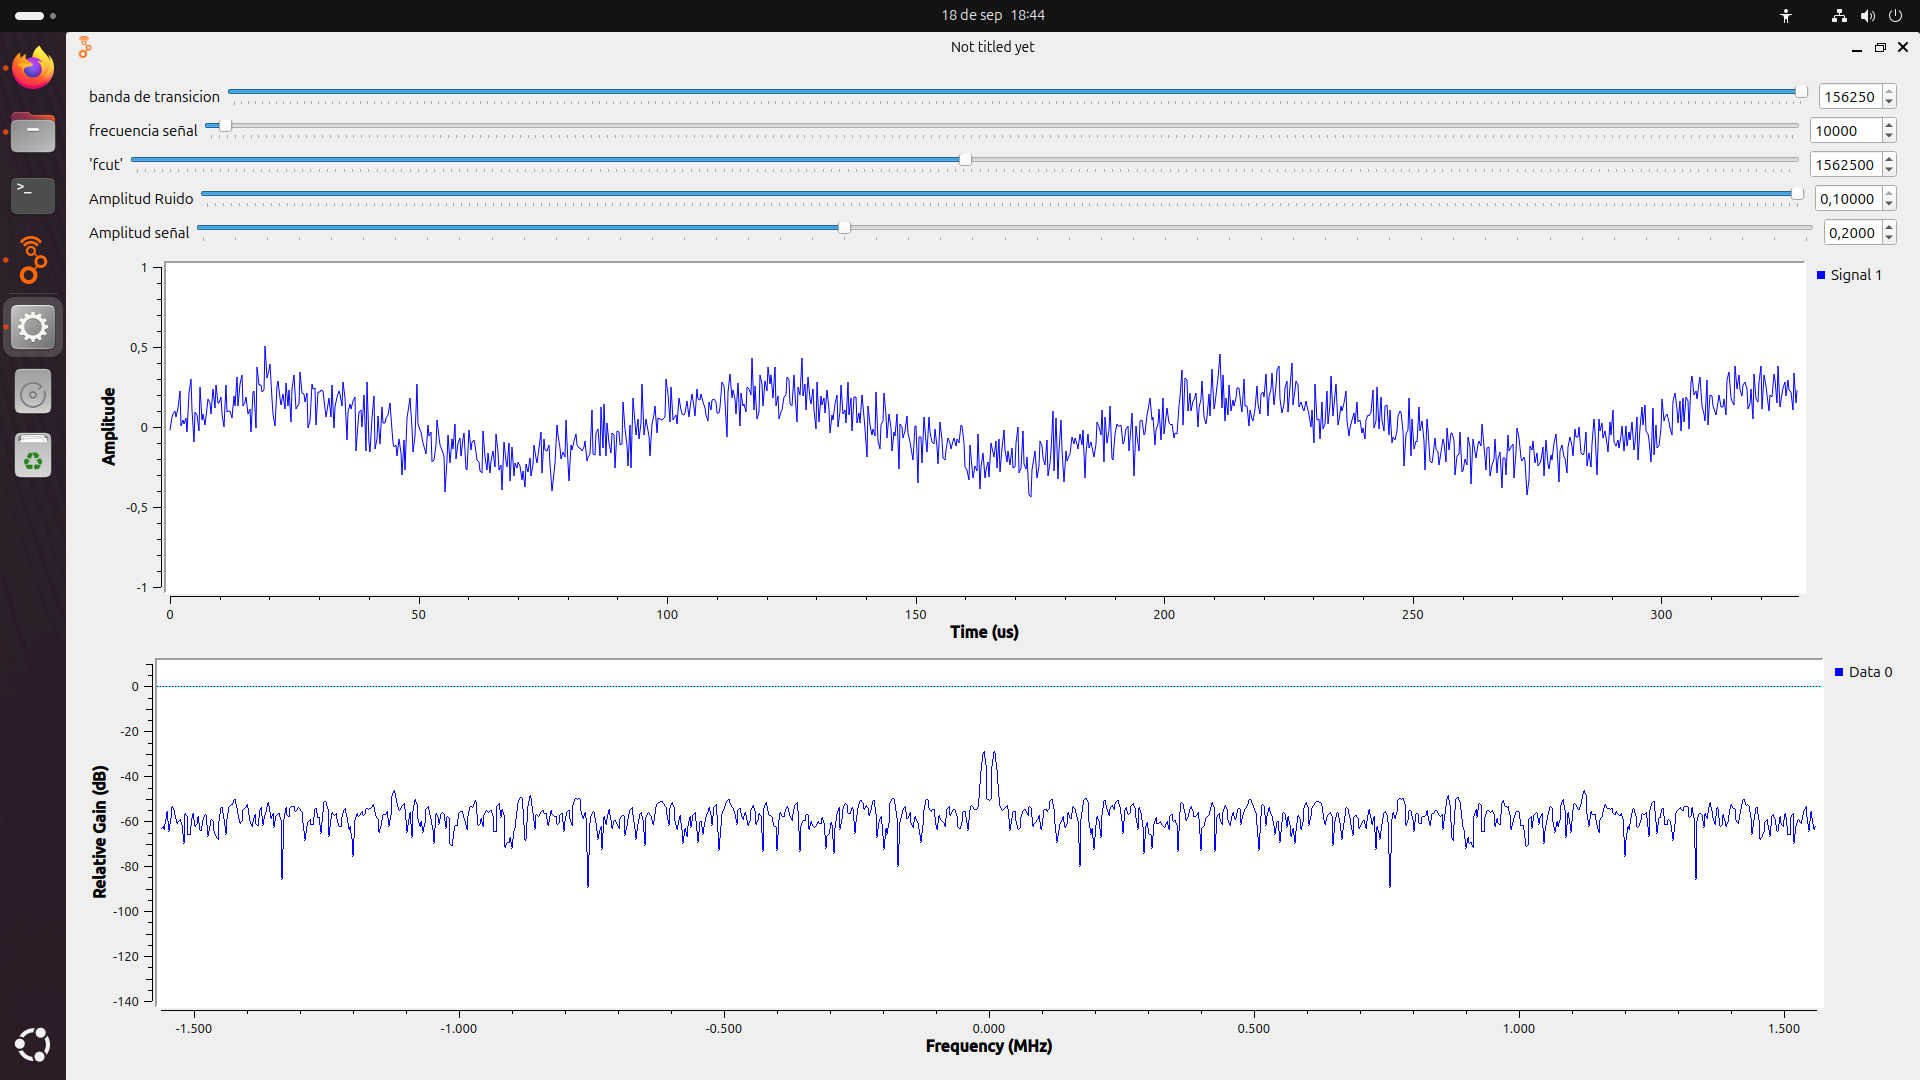 18 de sep 18:44
Not titled yet
banda de transicion 156250
frecuencia señal 10000
'fcut' 1562500
Amplitud Ruido 0,10000
Amplitud señal 0,2000
Signal 1
1
0,5
0
-0,5
-1
Amplitude
0 50 100 150 200 250 300
Time (us)
Data 0
0
-20
-40
-60
-80
-100
-120
-140
Relative Gain (dB)
-1.500 -1.000 -0.500 0.000 0.500 1.000 1.500
Frequency (MHz)